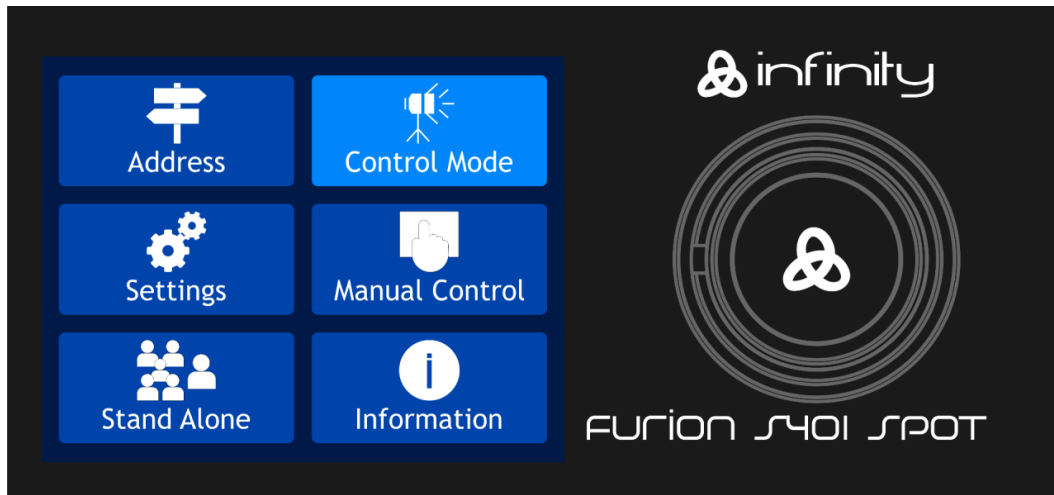 infinity
Address
Control Mode
Settings
Manual Control
Stand Alone
i
Information
FURION S401 SPOT